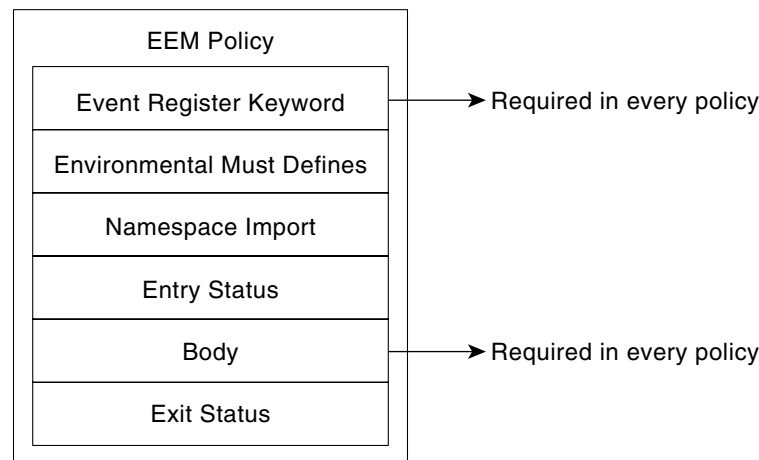 EEM Policy
Event Register Keyword
Required in every policy
Environmental Must Defines
Namespace Import
Entry Status
Body
Required in every policy
Exit Status